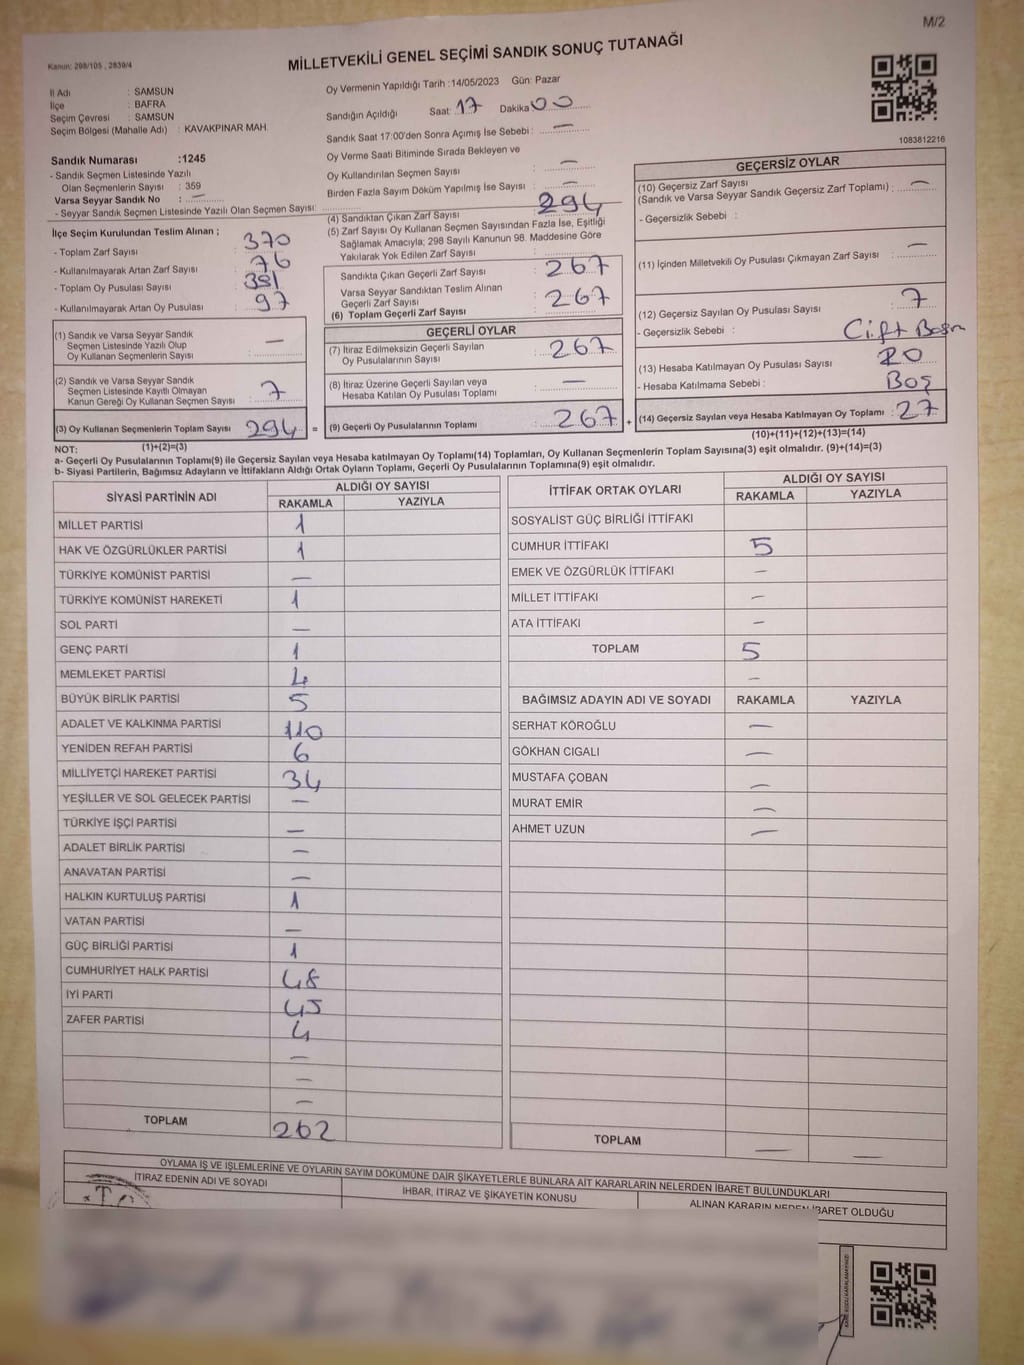 M/2
Kanun: 298/105 , 2839/4
MİLLETVEKİLİ GENEL SEÇİMİ SANDIK SONUÇ TUTANAĞI
İl Adı : SAMSUN
İlçe : BAFRA
Seçim Çevresi : SAMSUN
Seçim Bölgesi (Mahalle Adı) : KAVAKPINAR MAH.
Sandık Numarası :1245
- Sandık Seçmen Listesinde Yazılı
Olan Seçmenlerin Sayısı : 359
Varsa Seyyar Sandık No : —
- Seyyar Sandık Seçmen Listesinde Yazılı Olan Seçmen Sayısı:
Oy Vermenin Yapıldığı Tarih :14/05/2023 Gün: Pazar
Sandığın Açıldığı Saat: 17 Dakika 00
Sandık Saat 17:00'den Sonra Açımış İse Sebebi : —
Oy Verme Saati Bitiminde Sırada Bekleyen ve
Oy Kullandırılan Seçmen Sayısı : —
Birden Fazla Sayım Döküm Yapılmış İse Sayısı : —
1083812216
İlçe Seçim Kurulundan Teslim Alınan ;
- Toplam Zarf Sayısı : 370
- Kullanılmayarak Artan Zarf Sayısı : 76
- Toplam Oy Pusulası Sayısı : 391
- Kullanılmayarak Artan Oy Pusulası : 97
(1) Sandık ve Varsa Seyyar Sandık
Seçmen Listesinde Yazılı Olup
Oy Kullanan Seçmenlerin Sayısı : —
(2) Sandık ve Varsa Seyyar Sandık
Seçmen Listesinde Kayıtlı Olmayan
Kanun Gereği Oy Kullanan Seçmen Sayısı : 7
(3) Oy Kullanan Seçmenlerin Toplam Sayısı : 294 =
(4) Sandıktan Çıkan Zarf Sayısı : 294
(5) Zarf Sayısı Oy Kullanan Seçmen Sayısından Fazla İse, Eşitliği
Sağlamak Amacıyla; 298 Sayılı Kanunun 98. Maddesine Göre
Yakılarak Yok Edilen Zarf Sayısı :
Sandıkta Çıkan Geçerli Zarf Sayısı : 267
Varsa Seyyar Sandıktan Teslim Alınan
Geçerli Zarf Sayısı : 267
(6) Toplam Geçerli Zarf Sayısı :
GEÇERLİ OYLAR
(7) İtiraz Edilmeksizin Geçerli Sayılan
Oy Pusulalarının Sayısı : 267
(8) İtiraz Üzerine Geçerli Sayılan veya
Hesaba Katılan Oy Pusulası Toplamı : —
(9) Geçerli Oy Pusulalarının Toplamı : 267 +
GEÇERSİZ OYLAR
(10) Geçersiz Zarf Sayısı
(Sandık ve Varsa Seyyar Sandık Geçersiz Zarf Toplamı) : —
- Geçersizlik Sebebi :
(11) İçinden Milletvekili Oy Pusulası Çıkmayan Zarf Sayısı : —
(12) Geçersiz Sayılan Oy Pusulası Sayısı : 7
- Geçersizlik Sebebi : Çift Basım
(13) Hesaba Katılmayan Oy Pusulası Sayısı : 20
- Hesaba Katılmama Sebebi : Boş
(14) Geçersiz Sayılan veya Hesaba Katılmayan Oy Toplamı : 27
NOT: (1)+(2)=(3) (10)+(11)+(12)+(13)=(14)
a- Geçerli Oy Pusulalarının Toplamı(9) ile Geçersiz Sayılan veya Hesaba katılmayan Oy Toplamı(14) Toplamları, Oy Kullanan Seçmenlerin Toplam Sayısına(3) eşit olmalıdır. (9)+(14)=(3)
b- Siyasi Partilerin, Bağımsız Adayların ve İttifakların Aldığı Ortak Oyların Toplamı, Geçerli Oy Pusulalarının Toplamına(9) eşit olmalıdır.
SİYASİ PARTİNİN ADI ALDIĞI OY SAYISI
RAKAMLA YAZIYLA
MİLLET PARTİSİ 1
HAK VE ÖZGÜRLÜKLER PARTİSİ 1
TÜRKİYE KOMÜNİST PARTİSİ —
TÜRKİYE KOMÜNİST HAREKETİ 1
SOL PARTİ —
GENÇ PARTİ 1
MEMLEKET PARTİSİ 4
BÜYÜK BİRLİK PARTİSİ 5
ADALET VE KALKINMA PARTİSİ 110
YENİDEN REFAH PARTİSİ 6
MİLLİYETÇİ HAREKET PARTİSİ 34
YEŞİLLER VE SOL GELECEK PARTİSİ —
TÜRKİYE İŞÇİ PARTİSİ —
ADALET BİRLİK PARTİSİ —
ANAVATAN PARTİSİ —
HALKIN KURTULUŞ PARTİSİ 1
VATAN PARTİSİ —
GÜÇ BİRLİĞİ PARTİSİ 1
CUMHURİYET HALK PARTİSİ 48
İYİ PARTİ 45
ZAFER PARTİSİ 4
—
—
—
TOPLAM 262
İTTİFAK ORTAK OYLARI ALDIĞI OY SAYISI
RAKAMLA YAZIYLA
SOSYALİST GÜÇ BİRLİĞİ İTTİFAKI
CUMHUR İTTİFAKI 5
EMEK VE ÖZGÜRLÜK İTTİFAKI —
MİLLET İTTİFAKI —
ATA İTTİFAKI —
TOPLAM 5
—
BAĞIMSIZ ADAYIN ADI VE SOYADI RAKAMLA YAZIYLA
SERHAT KÖROĞLU —
GÖKHAN CIGALI —
MUSTAFA ÇOBAN —
MURAT EMİR —
AHMET UZUN —
TOPLAM — —
OYLAMA İŞ VE İŞLEMLERİNE VE OYLARIN SAYIM DÖKÜMÜNE DAİR ŞİKAYETLERLE BUNLARA AİT KARARLARIN NELERDEN İBARET BULUNDUKLARI
İTİRAZ EDENİN ADI VE SOYADI İHBAR, İTİRAZ VE ŞİKAYETİN KONUSU ALINAN KARARIN NEDEN İBARET OLDUĞU